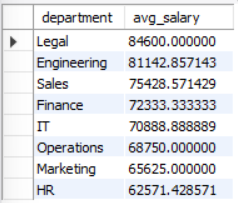 department avg_salary
Legal 84600.000000
Engineering 81142.857143
Sales 75428.571429
Finance 72333.333333
IT 70888.888889
Operations 68750.000000
Marketing 65625.000000
HR 62571.428571